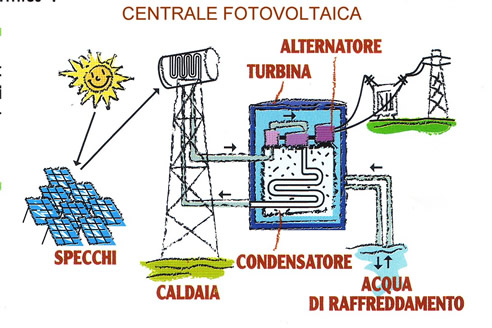 CENTRALE FOTOVOLTAICA
ALTERNATORE
TURBINA
SPECCHI
CALDAIA
CONDENSATORE
ACQUA
DI RAFFREDDAMENTO